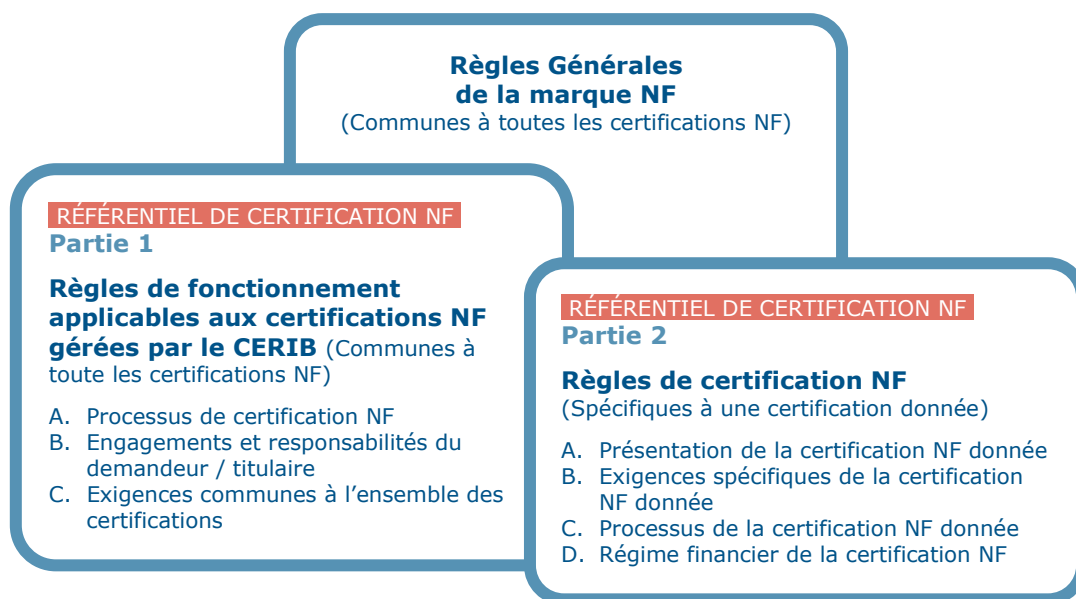 Règles Générales
de la marque NF
(Communes à toutes les certifications NF)
RÉFÉRENTIEL DE CERTIFICATION NF
Partie 1
Règles de fonctionnement
applicables aux certifications NF
gérées par le CERIB (Communes à
toute les certifications NF)
A. Processus de certification NF
B. Engagements et responsabilités du
demandeur / titulaire
C. Exigences communes à l'ensemble des
certifications
RÉFÉRENTIEL DE CERTIFICATION NF
Partie 2
Règles de certification NF
(Spécifiques à une certification donnée)
A. Présentation de la certification NF donnée
B. Exigences spécifiques de la certification
NF donnée
C. Processus de la certification NF donnée
D. Régime financier de la certification NF